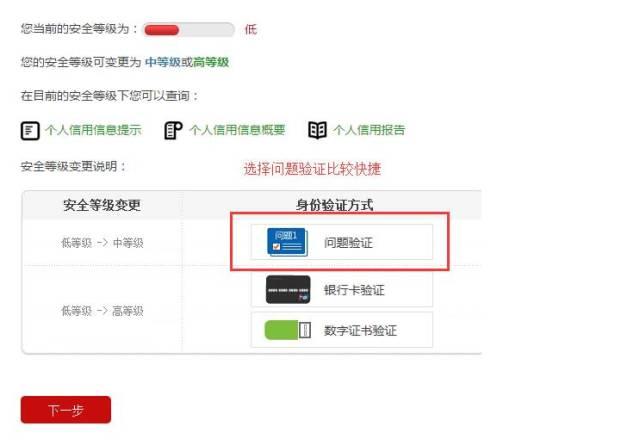 您当前的安全等级为： 低
您的安全等级可变更为 中等级或高等级
在目前的安全等级下您可以查询：
个人信用信息提示 个人信用信息概要 个人信用报告
安全等级变更说明： 选择问题验证比较快捷
安全等级变更 身份验证方式
问题1
低等级 -> 中等级 问题验证
银行卡验证
低等级 -> 高等级
数字证书验证
下一步